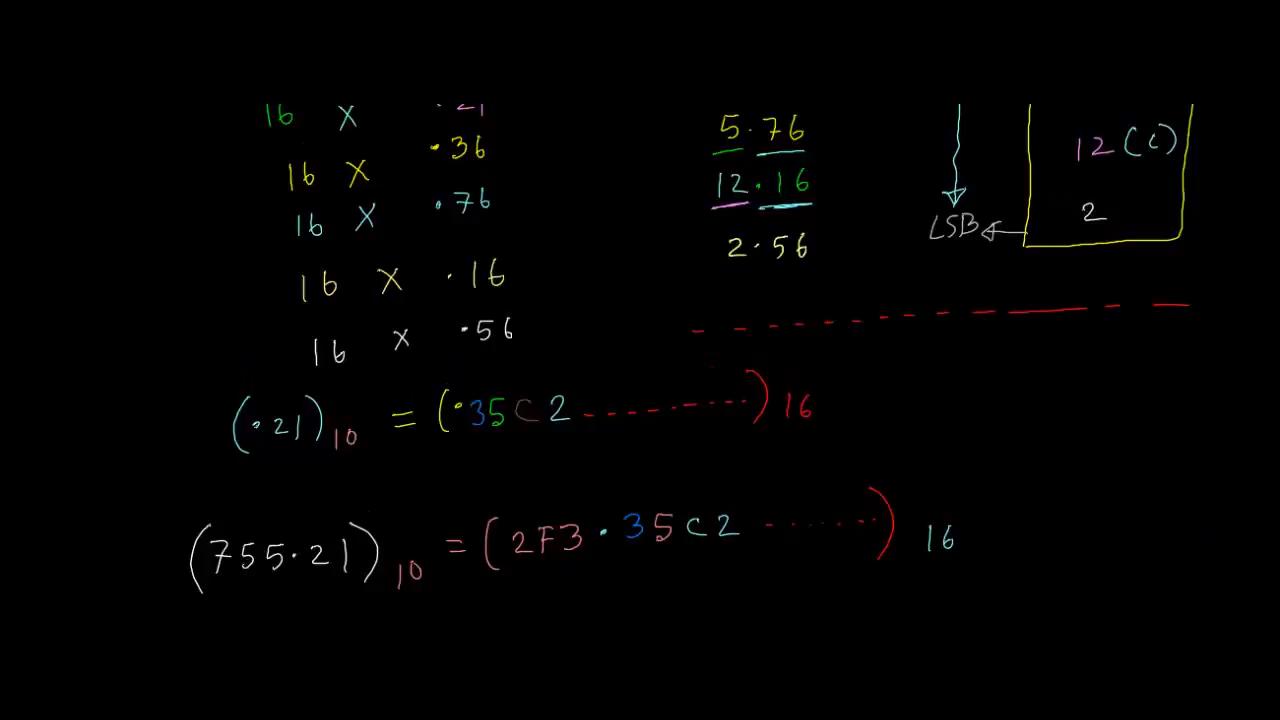 16 X .21
16 X .36 5.76
16 X .76 12.16 12 (C)
16 X .16 2.56 LSB 2
16 X .56
(.21)10 = (.35C2 ---------)16
(755.21)10 = (2F3.35C2 ........)16